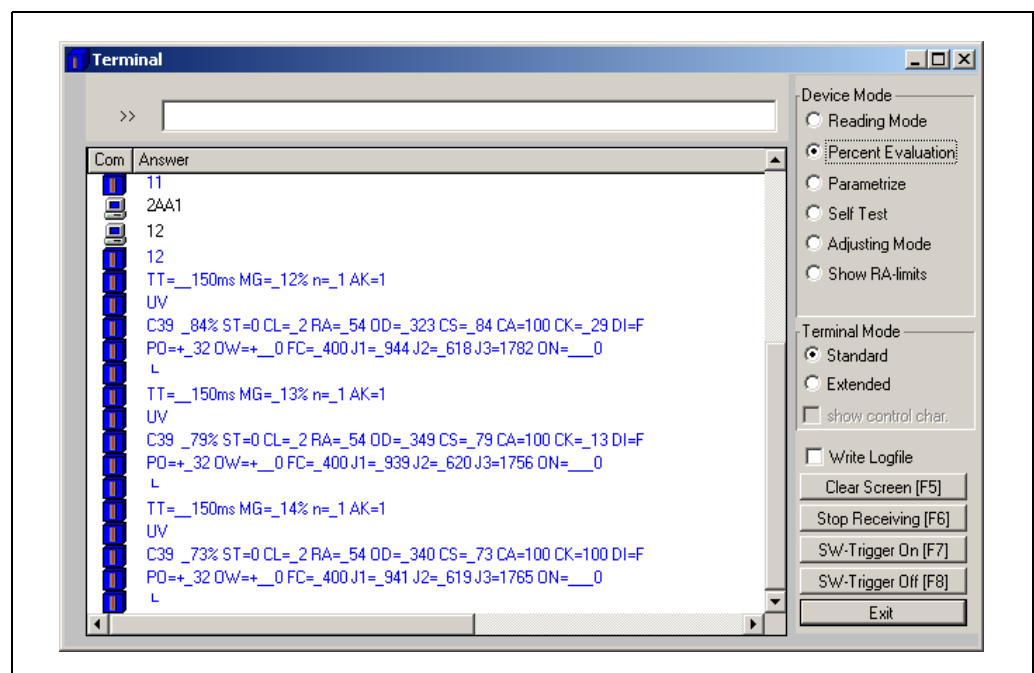 Terminal
>>
Com Answer
11
2AA1
12
12
TT=__150ms MG=_12% n=_1 AK=1
UV
C39 _84% ST=0 CL=_2 RA=_54 OD=_323 CS=_84 CA=100 CK=_29 DI=F
PO=+_32 OW=+__0 FC=_400 J1=_944 J2=_618 J3=1782 ON=___0
└
TT=__150ms MG=_13% n=_1 AK=1
UV
C39 _79% ST=0 CL=_2 RA=_54 OD=_349 CS=_79 CA=100 CK=_13 DI=F
PO=+_32 OW=+__0 FC=_400 J1=_939 J2=_620 J3=1756 ON=___0
└
TT=__150ms MG=_14% n=_1 AK=1
UV
C39 _73% ST=0 CL=_2 RA=_54 OD=_340 CS=_73 CA=100 CK=100 DI=F
PO=+_32 OW=+__0 FC=_400 J1=_941 J2=_619 J3=1765 ON=___0
└
Device Mode
Reading Mode
Percent Evaluation
Parametrize
Self Test
Adjusting Mode
Show RA-limits
Terminal Mode
Standard
Extended
show control char.
Write Logfile
Clear Screen [F5]
Stop Receiving [F6]
SW-Trigger On [F7]
SW-Trigger Off [F8]
Exit